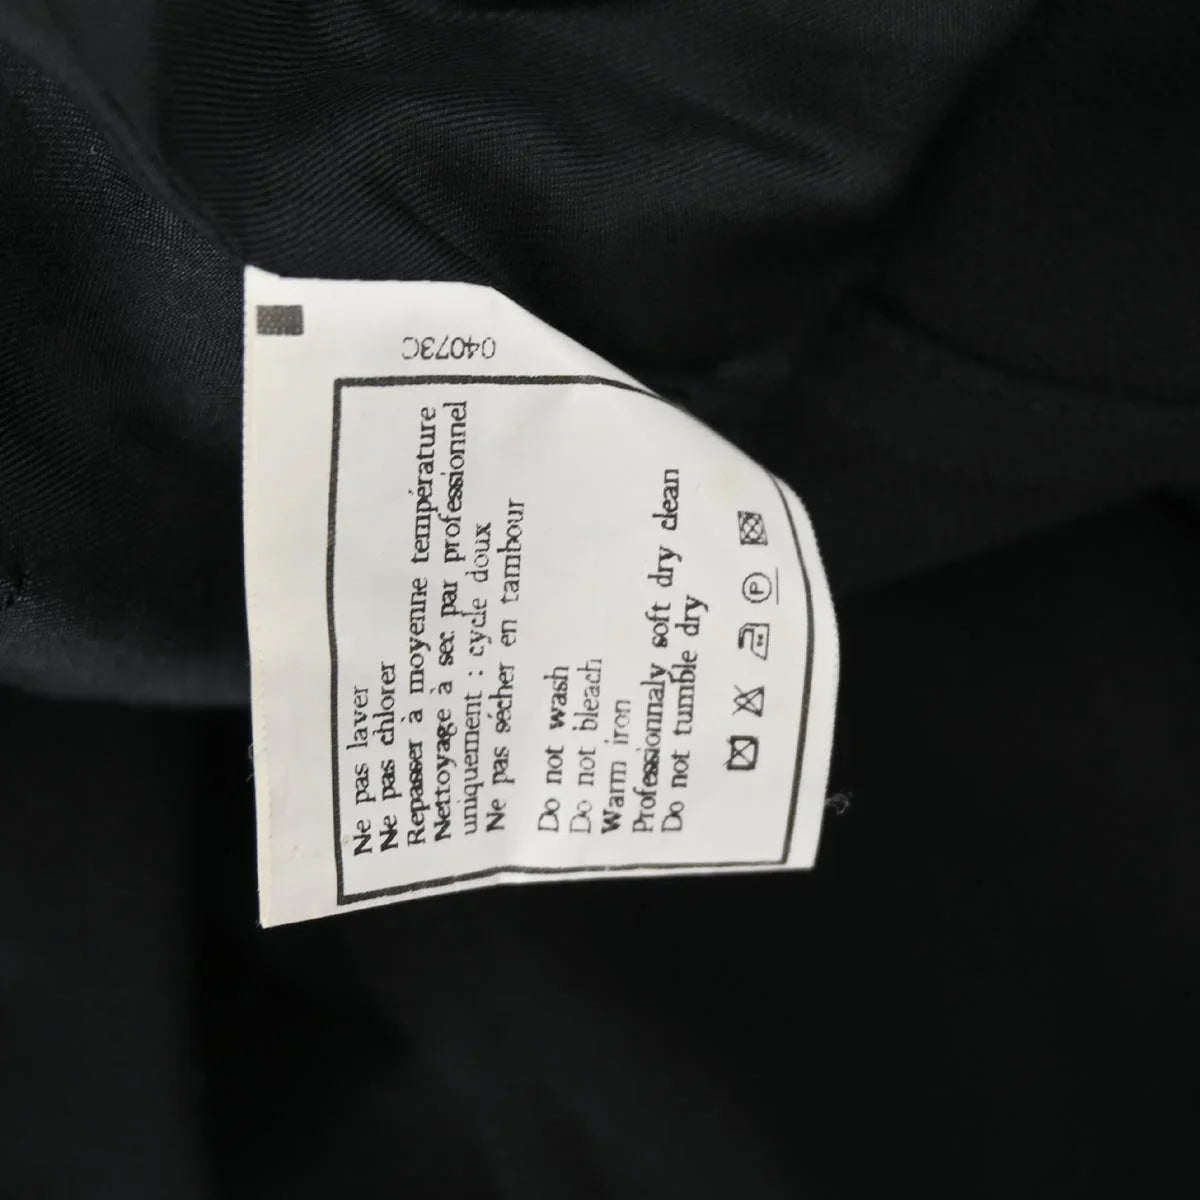 04073C
Ne pas laver
Ne pas chlorer
Repasser à moyenne température
Nettoyage à sec par professionnel
uniquement : cycle doux
Ne pas sécher en tambour
Do not wash
Do not bleach
Warm iron
Professionnaly soft dry clean
Do not tumble dry
P